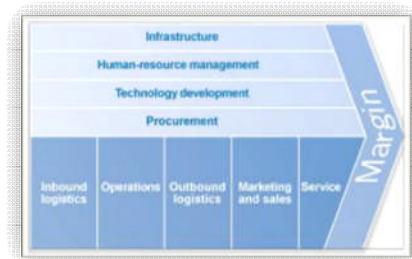 Infrastructure
Human-resource management
Technology development
Procurement
Margin
Inbound
logistics
Operations
Outbound
logistics
Marketing
and sales
Service